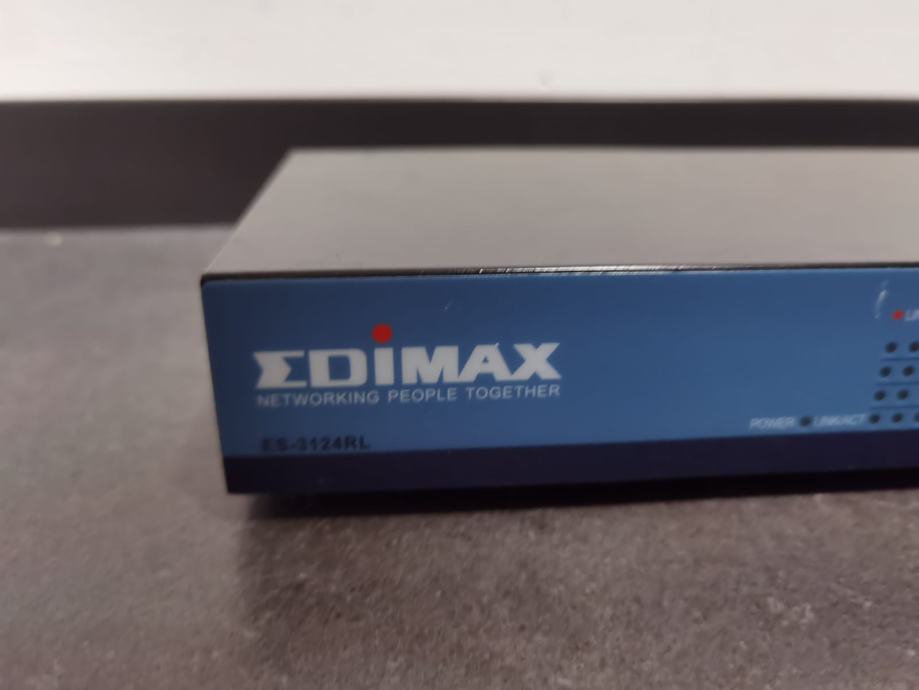 EDiMAX
NETWORKING PEOPLE TOGETHER
ES-3124RL
POWER LINK/ACT